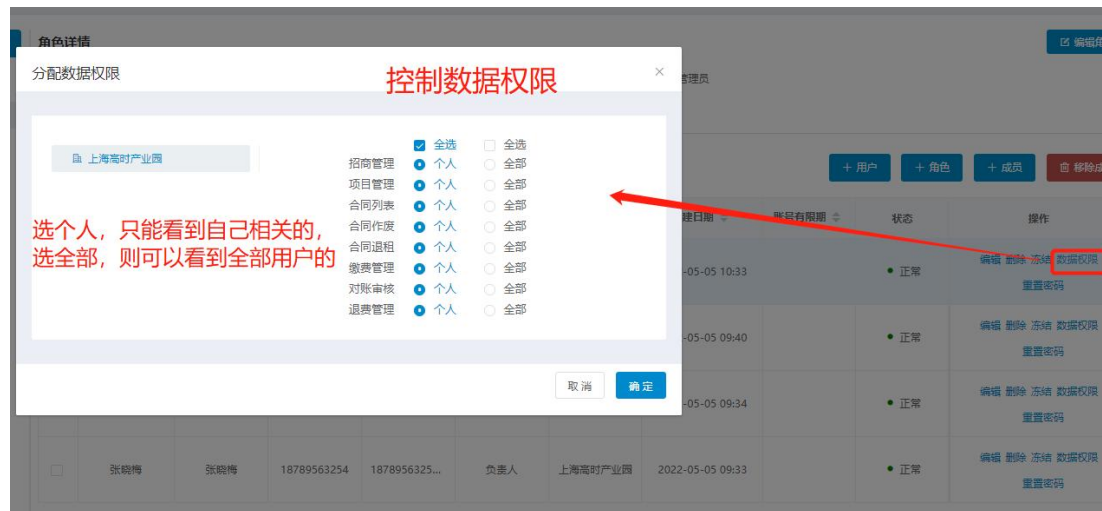 角色详情
编辑角
分配数据权限
×
控制数据权限
管理员
全选 全选
上海高时产业园
招商管理 个人 全部
+ 用户 + 角色 + 成员 移除成
项目管理 个人 全部
合同列表 个人 全部
建日期 账号有限期 状态 操作
选个人，只能看到自己相关的，
合同作废 个人 全部
选全部，则可以看到全部用户的
合同退租 个人 全部
编辑 删除 冻结 数据权限
缴费管理 个人 全部
-05-05 10:33 正常
对账审核 个人 全部
重置密码
退费管理 个人 全部
编辑 删除 冻结 数据权限
-05-05 09:40 正常
重置密码
取消 确定
编辑 删除 冻结 数据权限
-05-05 09:34 正常
重置密码
编辑 删除 冻结 数据权限
张晓梅 张晓梅 18789563254 1878956325... 负责人 上海高时产业园 2022-05-05 09:33 正常
重置密码